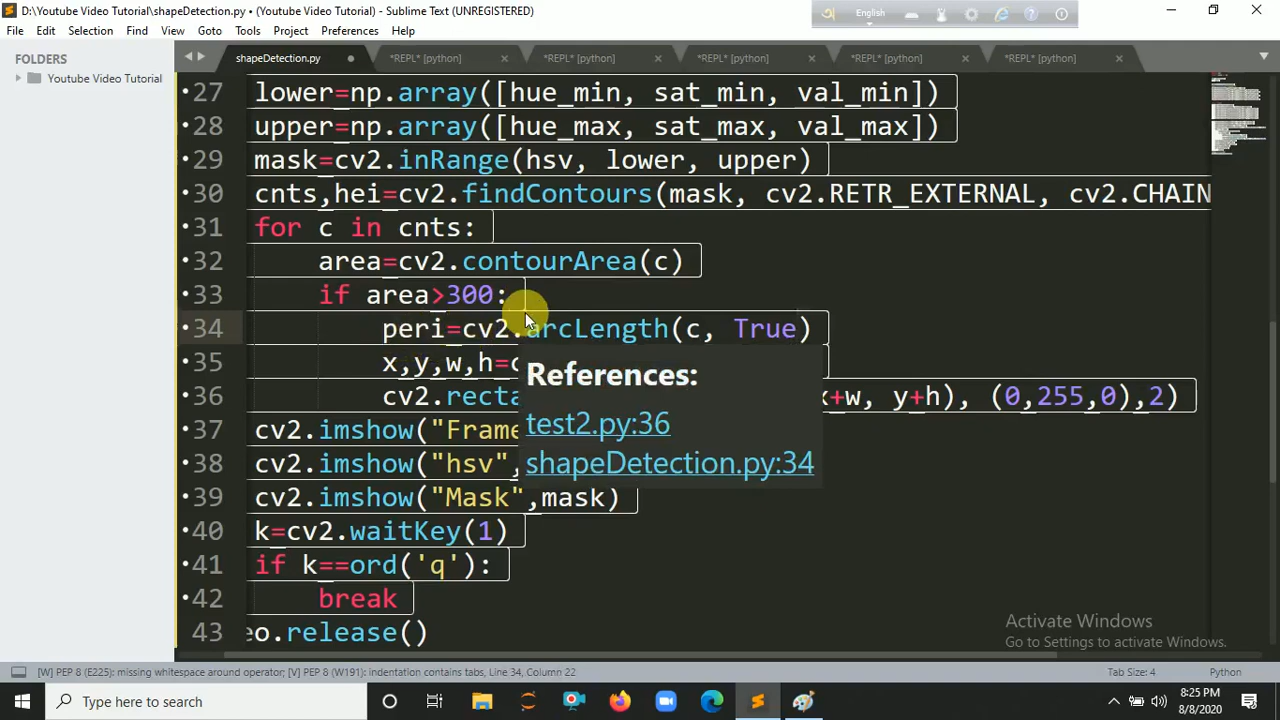 D:\Youtube Video Tutorial\shapeDetection.py • (Youtube Video Tutorial) - Sublime Text (UNREGISTERED)
English
File Edit Selection Find View Goto Tools Project Preferences Help
FOLDERS
Youtube Video Tutorial
shapeDetection.py
*REPL* [python]
*REPL* [python]
*REPL* [python]
*REPL* [python]
*REPL* [python]
27 lower=np.array([hue_min, sat_min, val_min])
28 upper=np.array([hue_max, sat_max, val_max])
29 mask=cv2.inRange(hsv, lower, upper)
30 cnts,hei=cv2.findContours(mask, cv2.RETR_EXTERNAL, cv2.CHAIN
31 for c in cnts:
32 area=cv2.contourArea(c)
33 if area>300:
34 peri=cv2.arcLength(c, True)
35 x,y,w,h=c
36 cv2.recta x+w, y+h), (0,255,0),2)
37 cv2.imshow("Frame
38 cv2.imshow("hsv",
39 cv2.imshow("Mask",mask)
40 k=cv2.waitKey(1)
41 if k==ord('q'):
42 break
43 eo.release()
References:
test2.py:36
shapeDetection.py:34
Activate Windows
Go to Settings to activate Windows.
[W] PEP 8 (E225): missing whitespace around operator; [V] PEP 8 (W191): indentation contains tabs, Line 34, Column 22
Tab Size: 4
Python
Type here to search
8:25 PM
8/8/2020